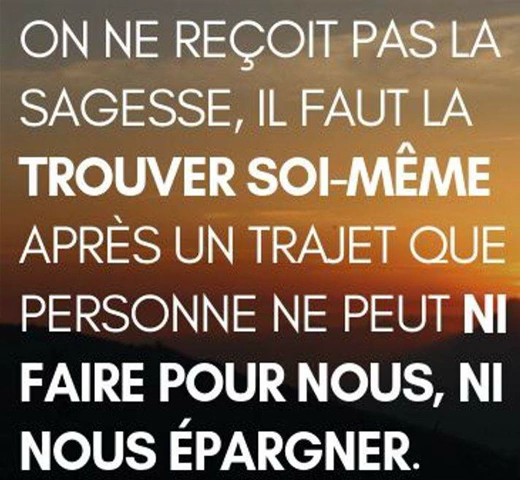 ON NE REÇOIT PAS LA
SAGESSE, IL FAUT LA
TROUVER SOI-MÊME
APRÈS UN TRAJET QUE
PERSONNE NE PEUT NI
FAIRE POUR NOUS, NI
NOUS ÉPARGNER.